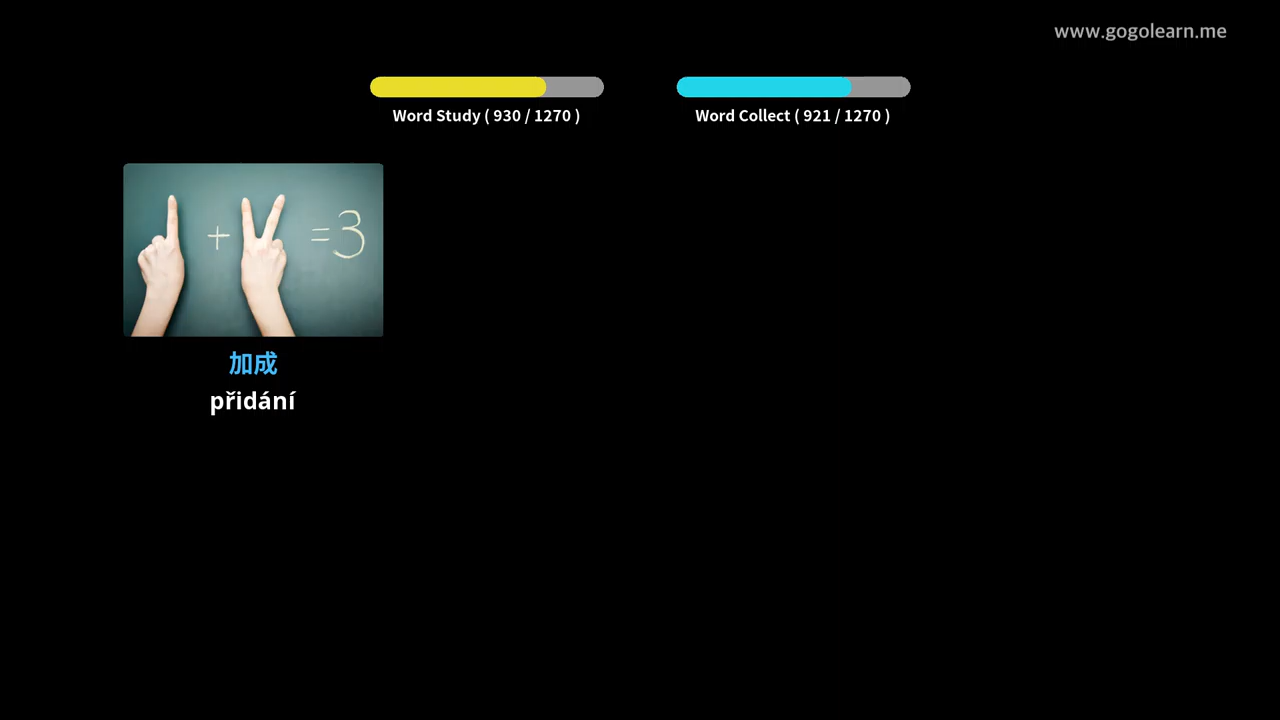 www.gogolearn.me
Word Study ( 930 / 1270 )
Word Collect ( 921 / 1270 )
+ =3
加成
přidání